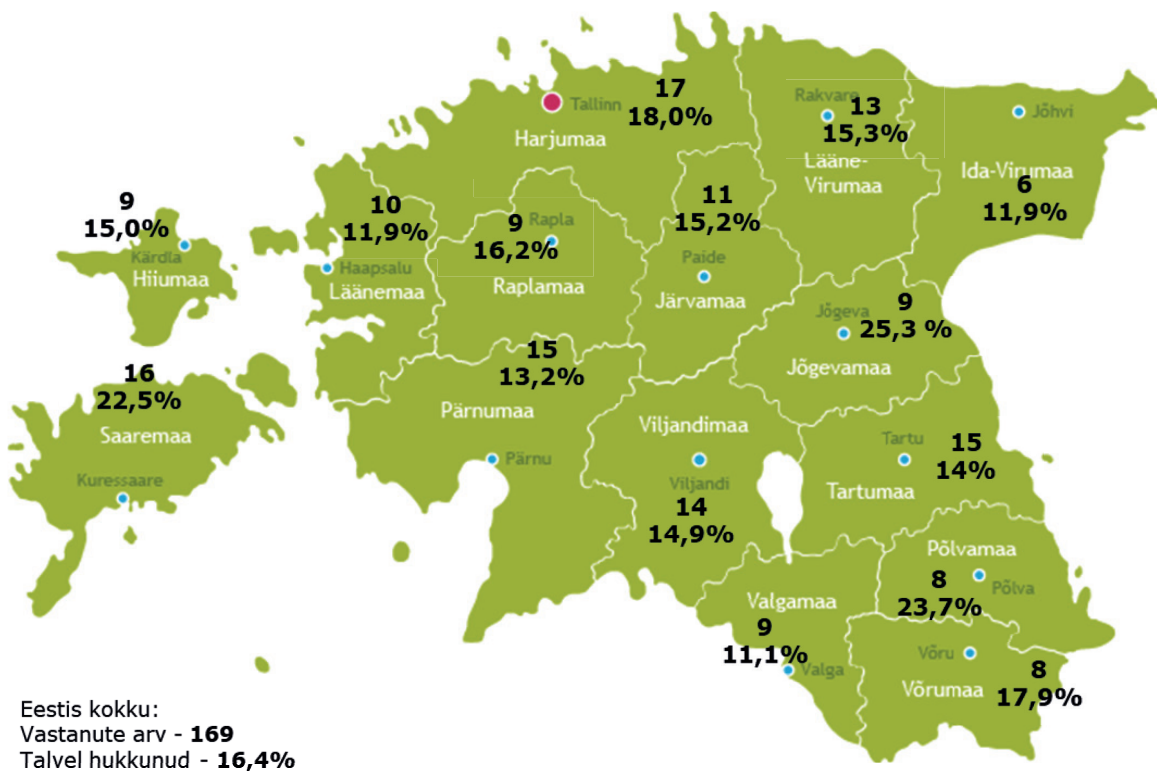 17
18,0%
Tallinn
Harjumaa
Rakvere
13
15,3%
Lääne-
Virumaa
Jõhvi
Ida-Virumaa
6
11,9%
9
15,0%
Kärdla
Hiiumaa
10
11,9%
Haapsalu
Läänemaa
9
16,2%
Rapla
Raplamaa
11
15,2%
Paide
Järvamaa
9
25,3 %
Jõgeva
Jõgevamaa
16
22,5%
Saaremaa
Kuressaare
15
13,2%
Pärnumaa
Pärnu
Viljandimaa
Viljandi
14
14,9%
Tartu
15
14%
Tartumaa
Põlvamaa
8
23,7%
Põlva
Valgamaa
9
11,1%
Valga
Võru
8
17,9%
Võrumaa
Eestis kokku:
Vastanute arv - 169
Talvel hukkunud - 16,4%